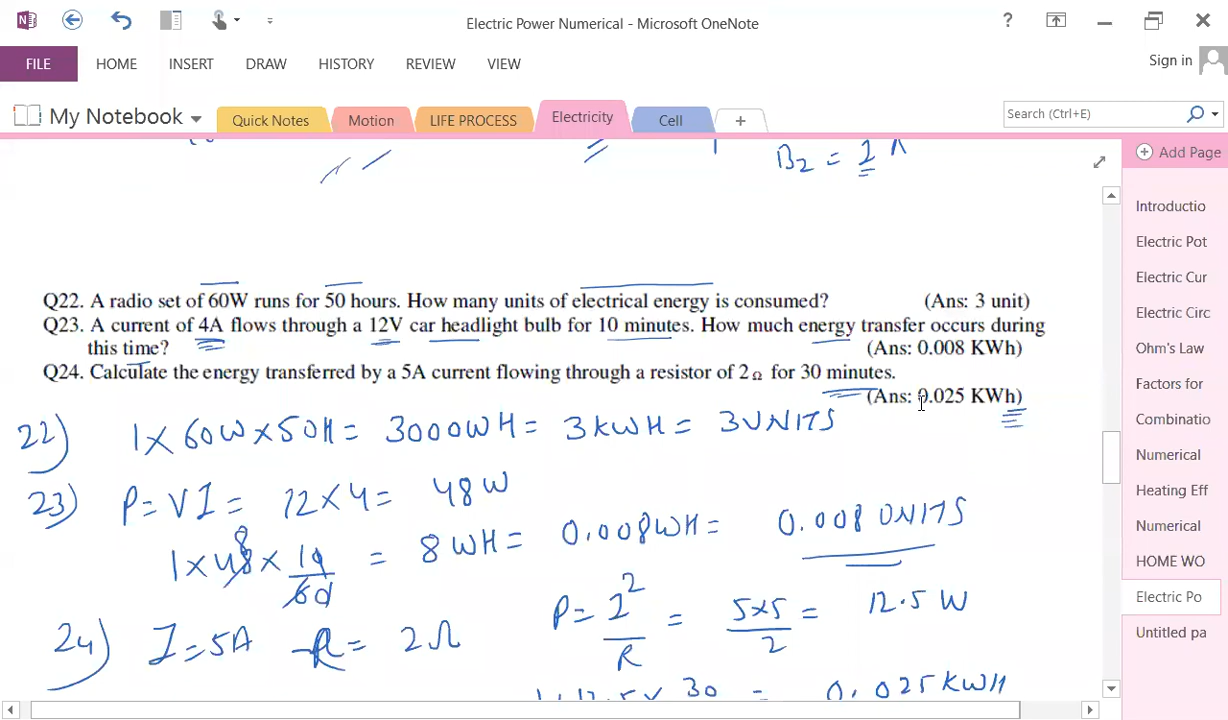 Electric Power Numerical - Microsoft OneNote
?
FILE HOME INSERT DRAW HISTORY REVIEW VIEW
Sign in
My Notebook
Quick Notes
Motion
LIFE PROCESS
Electricity
Cell
+
Search (Ctrl+E)
Add Page
B2 =
Introductio
Electric Pot
Electric Cur
Electric Circ
Ohm's Law
Factors for
Combinatio
Numerical
Heating Eff
Numerical
HOME WO
Electric Po
Untitled pa
Q22. A radio set of 60W runs for 50 hours. How many units of electrical energy is consumed? (Ans: 3 unit)
Q23. A current of 4A flows through a 12V car headlight bulb for 10 minutes. How much energy transfer occurs during
this time? (Ans: 0.008 KWh)
Q24. Calculate the energy transferred by a 5A current flowing through a resistor of 2Ω for 30 minutes.
(Ans: 0.025 KWh)
22) 1 × 60W × 50H = 3000WH = 3KWH = 3UNITS
23) P = VI = 12 × 4 = 48W
1 × 48 × 10/60 = 8WH = 0.008WH = 0.008 UNITS
8
24) I = 5A R = 2Ω P = I²/R = 5×5/2 = 12.5 W
30 = 0.025KWH